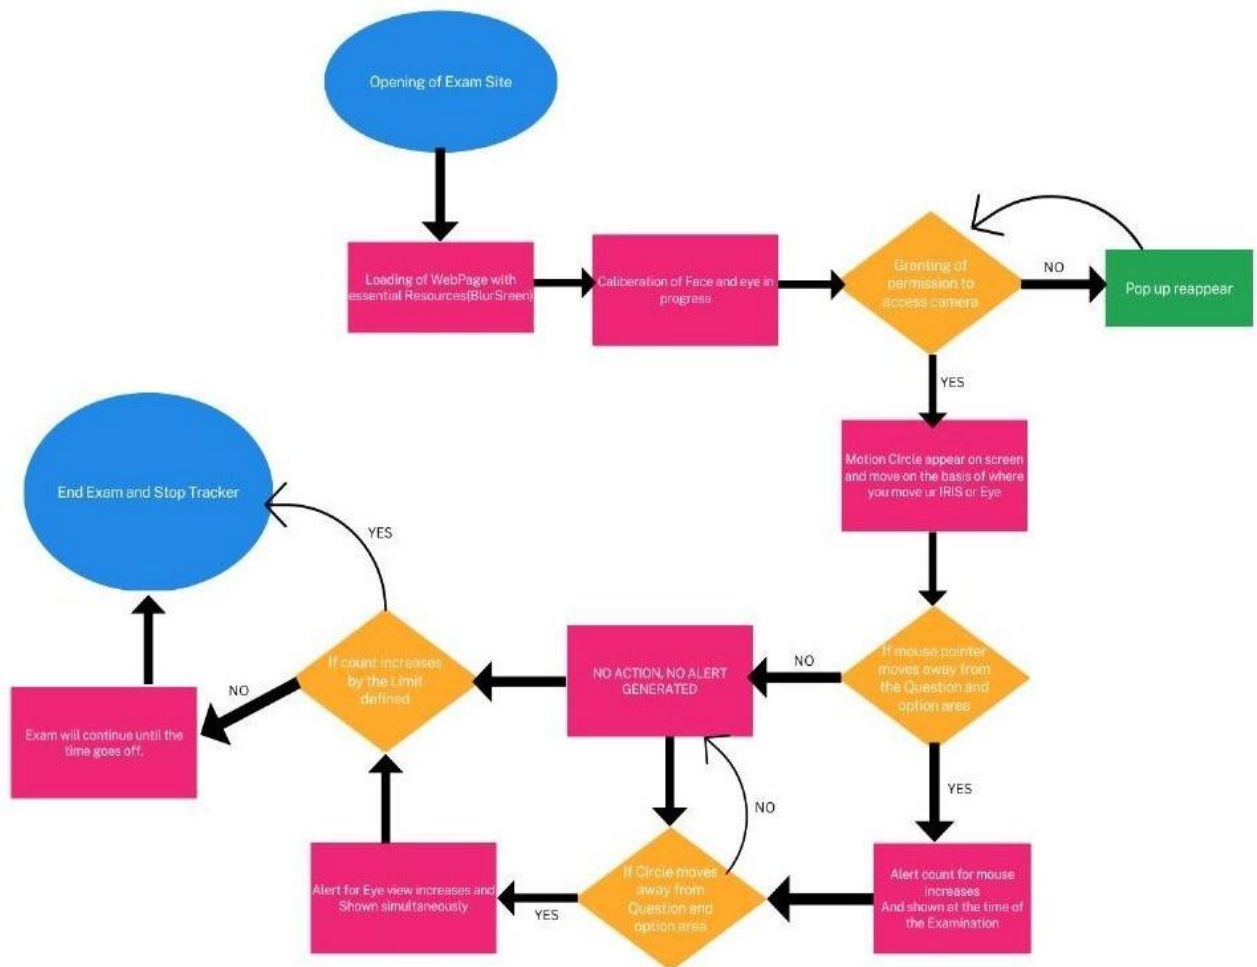 Opening of Exam Site
Loading of WebPage with
essential Resources(BlurSreen)
Caliberation of Face and eye in
progress
Granting of
permission to
access camera
NO
Pop up reappear
YES
Motion CIrcle appear on screen
and move on the basis of where
you move ur IRIS or Eye
End Exam and Stop Tracker
YES
If count increases
by the Limit
defined
NO
Exam will continue until the
time goes off.
NO ACTION, NO ALERT
GENERATED
NO
If mouse pointer
moves away from
the Question and
option area
YES
NO
Alert for Eye view increases and
Shown simultaneously
YES
If Circle moves
away from
Question and
option area
Alert count for mouse
increases
And shown at the time of
the Examination